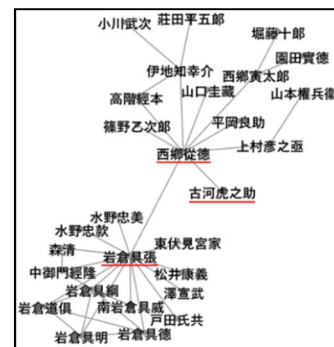 小川武次
莊田平五郎
堀藤十郎
伊地知幸介
園田實德
西郷寅太郎
高階經本
山口圭藏
山本權兵衞
篠野乙次郎
平岡良助
西郷從德
上村彦之亟
古河虎之助
水野忠美
水野忠款
森清
岩倉具張
東伏見宮家
中御門經隆
松井康義
岩倉具綱
澤宣武
岩倉道倶
南岩倉具威
戸田氏共
岩倉具明
岩倉具德